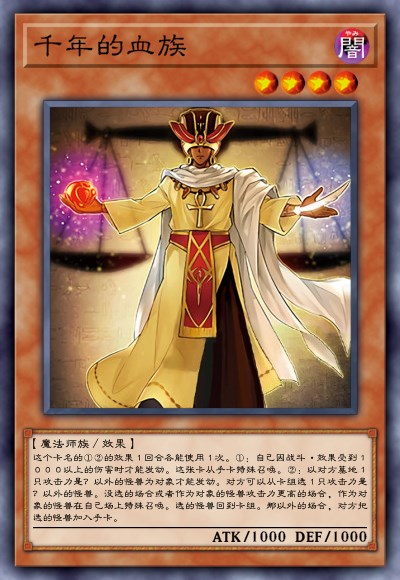 千年的血族
やみ
闇
【魔法师族／效果】
这个卡名的①②的效果1回合各能使用1次。①：自己因战斗·效果受到1
000以上的伤害时才能发动。这张卡从手卡特殊召唤。②：以对方墓地1
只攻击力是？以外的怪兽为对象才能发动。对方可以从卡组选1只攻击力是
？以外的怪兽。没选的场合或者作为对象的怪兽攻击力更高的场合，作为对
象的怪兽在自己场上特殊召唤。选的怪兽回到卡组。那以外的场合，对方把
选的怪兽加入手卡。
ATK/1000 DEF/1000